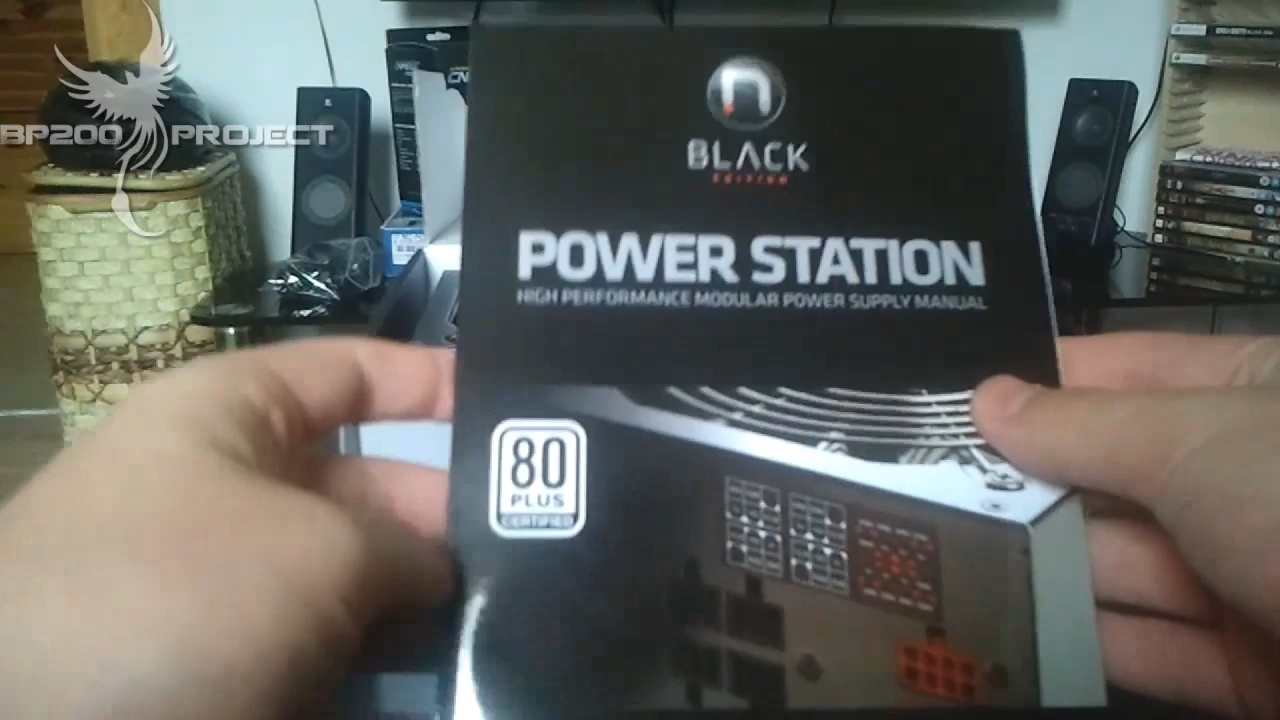 BP200 PROJECT
n
BLACK
EDITION
POWER STATION
HIGH PERFORMANCE MODULAR POWER SUPPLY MANUAL
80
PLUS
CERTIFIED